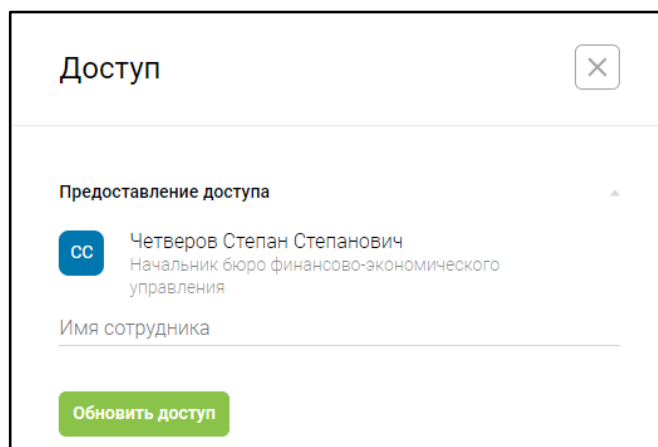 Доступ
Предоставление доступа
СС
Четверов Степан Степанович
Начальник бюро финансово-экономического
управления
Имя сотрудника
Обновить доступ